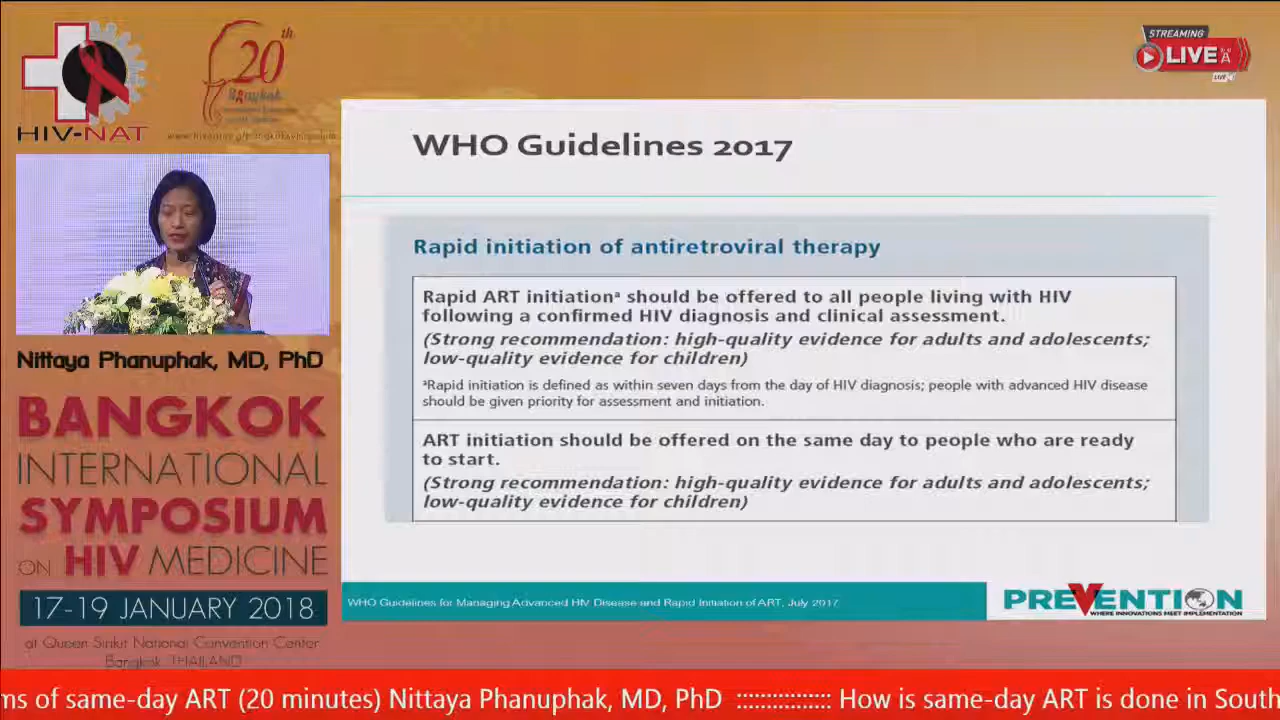 HIV-NAT
20th
Bangkok
STREAMING
LIVE
WHO Guidelines 2017
Rapid initiation of antiretroviral therapy
Rapid ART initiationª should be offered to all people living with HIV
following a confirmed HIV diagnosis and clinical assessment.
(Strong recommendation: high-quality evidence for adults and adolescents;
low-quality evidence for children)
ªRapid initiation is defined as within seven days from the day of HIV diagnosis; people with advanced HIV disease
should be given priority for assessment and initiation.
ART initiation should be offered on the same day to people who are ready
to start.
(Strong recommendation: high-quality evidence for adults and adolescents;
low-quality evidence for children)
WHO Guidelines for Managing Advanced HIV Disease and Rapid Initiation of ART, July 2017
PREVENTION
WHERE INNOVATIONS MEET IMPLEMENTATION
Nittaya Phanuphak, MD, PhD
BANGKOK
INTERNATIONAL
SYMPOSIUM
ON HIV MEDICINE
17-19 JANUARY 2018
at Queen Sirikit National Convention Center
Bangkok, THAILAND
ms of same-day ART (20 minutes) Nittaya Phanuphak, MD, PhD :::::::::::::::: How is same-day ART is done in South